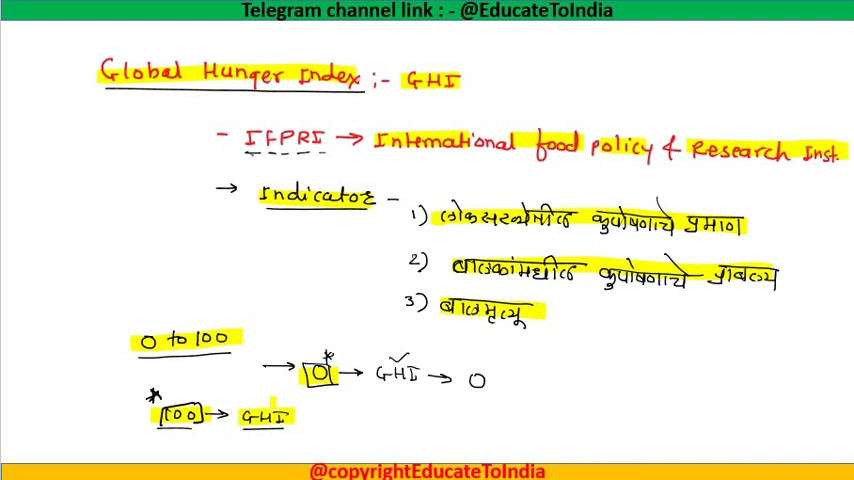 Telegram channel link : - @EducateToIndia
Global Hunger Index :- GHI
- IFPRI → International food policy & Research Inst.
→ Indicator -
1) लोकसंख्येतील कुपोषणाचे प्रमाण
2) बालकांमधील कुपोषणाचे प्राबल्य
3) बालमृत्यू
0 to 100
→ 0* → GHI → 0
* 100 → GHI
@copyrightEducateToIndia